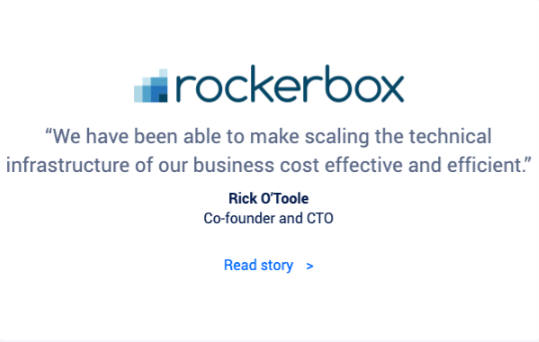 rockerbox
“We have been able to make scaling the technical
infrastructure of our business cost effective and efficient.”
Rick O'Toole
Co-founder and CTO
Read story >